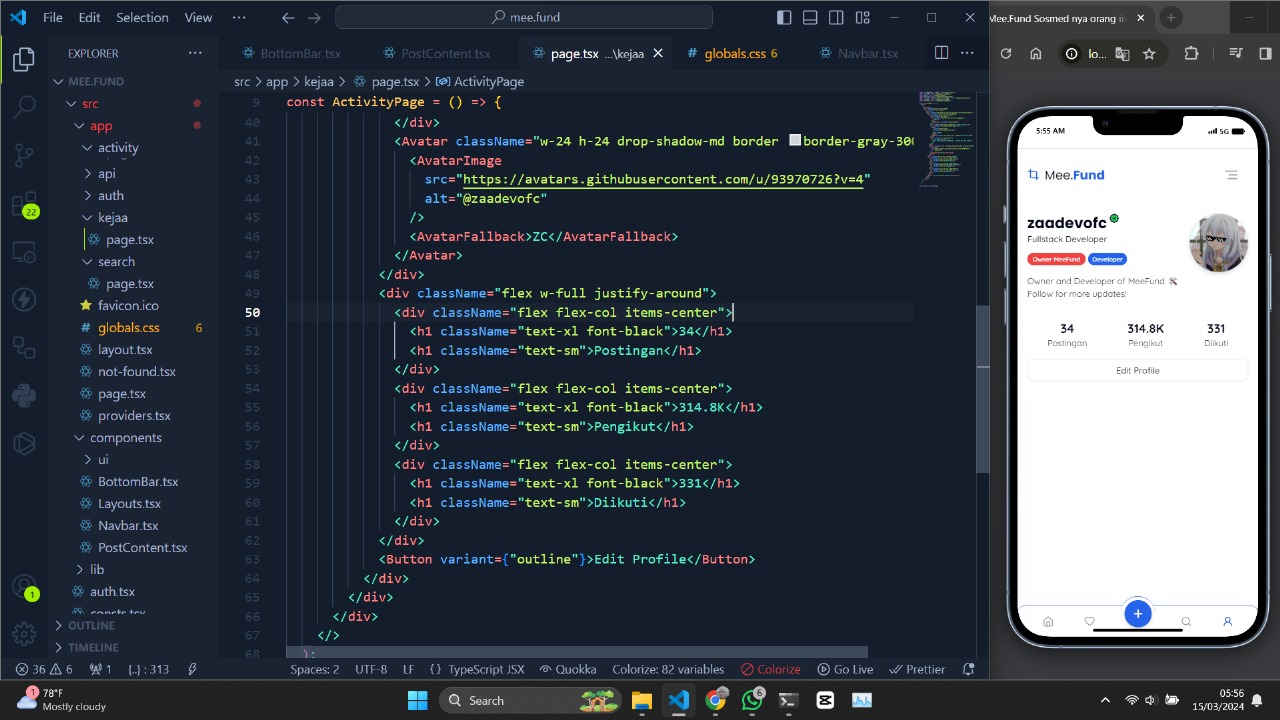 File Edit Selection View ··· mee.fund
EXPLORER ···
MEE.FUND
src
app
activity
api
auth
kejaa
page.tsx
search
page.tsx
favicon.ico
globals.css 6
layout.tsx
not-found.tsx
page.tsx
providers.tsx
components
ui
BottomBar.tsx
Layouts.tsx
Navbar.tsx
PostContent.tsx
lib
auth.tsx
consts.tsx
OUTLINE
TIMELINE
22
1
BottomBar.tsx PostContent.tsx page.tsx ...\kejaa globals.css 6 Navbar.tsx ···
src > app > kejaa > page.tsx > ActivityPage
9 const ActivityPage = () => {
40 </div>
41 <Avatar className="w-24 h-24 drop-shadow-md border border-gray-300
42 <AvatarImage
43 src="https://avatars.githubusercontent.com/u/93970726?v=4"
44 alt="@zaadevofc"
45 />
46 <AvatarFallback>ZC</AvatarFallback>
47 </Avatar>
48 </div>
49 <div className="flex w-full justify-around">
50 <div className="flex flex-col items-center">
51 <h1 className="text-xl font-black">34</h1>
52 <h1 className="text-sm">Postingan</h1>
53 </div>
54 <div className="flex flex-col items-center">
55 <h1 className="text-xl font-black">314.8K</h1>
56 <h1 className="text-sm">Pengikut</h1>
57 </div>
58 <div className="flex flex-col items-center">
59 <h1 className="text-xl font-black">331</h1>
60 <h1 className="text-sm">Diikuti</h1>
61 </div>
62 </div>
63 <Button variant={"outline"}>Edit Profile</Button>
64 </div>
65 </div>
66 </div>
67 </>
68 );
36 6 1 {..} : 313 Spaces: 2 UTF-8 LF {} TypeScript JSX Quokka Colorize: 82 variables Colorize Go Live Prettier
Mee.Fund Sosmed nya orang in
lo...
5:55 AM 5G
Mee.Fund
zaadevofc
Fullstack Developer
Owner MeeFund Developer
Owner and Developer of MeeFund 🛠
Follow for more updates!
34 314.8K 331
Postingan Pengikut Diikuti
Edit Profile
1 78°F
Mostly cloudy
Search
6
05:56
15/03/2024